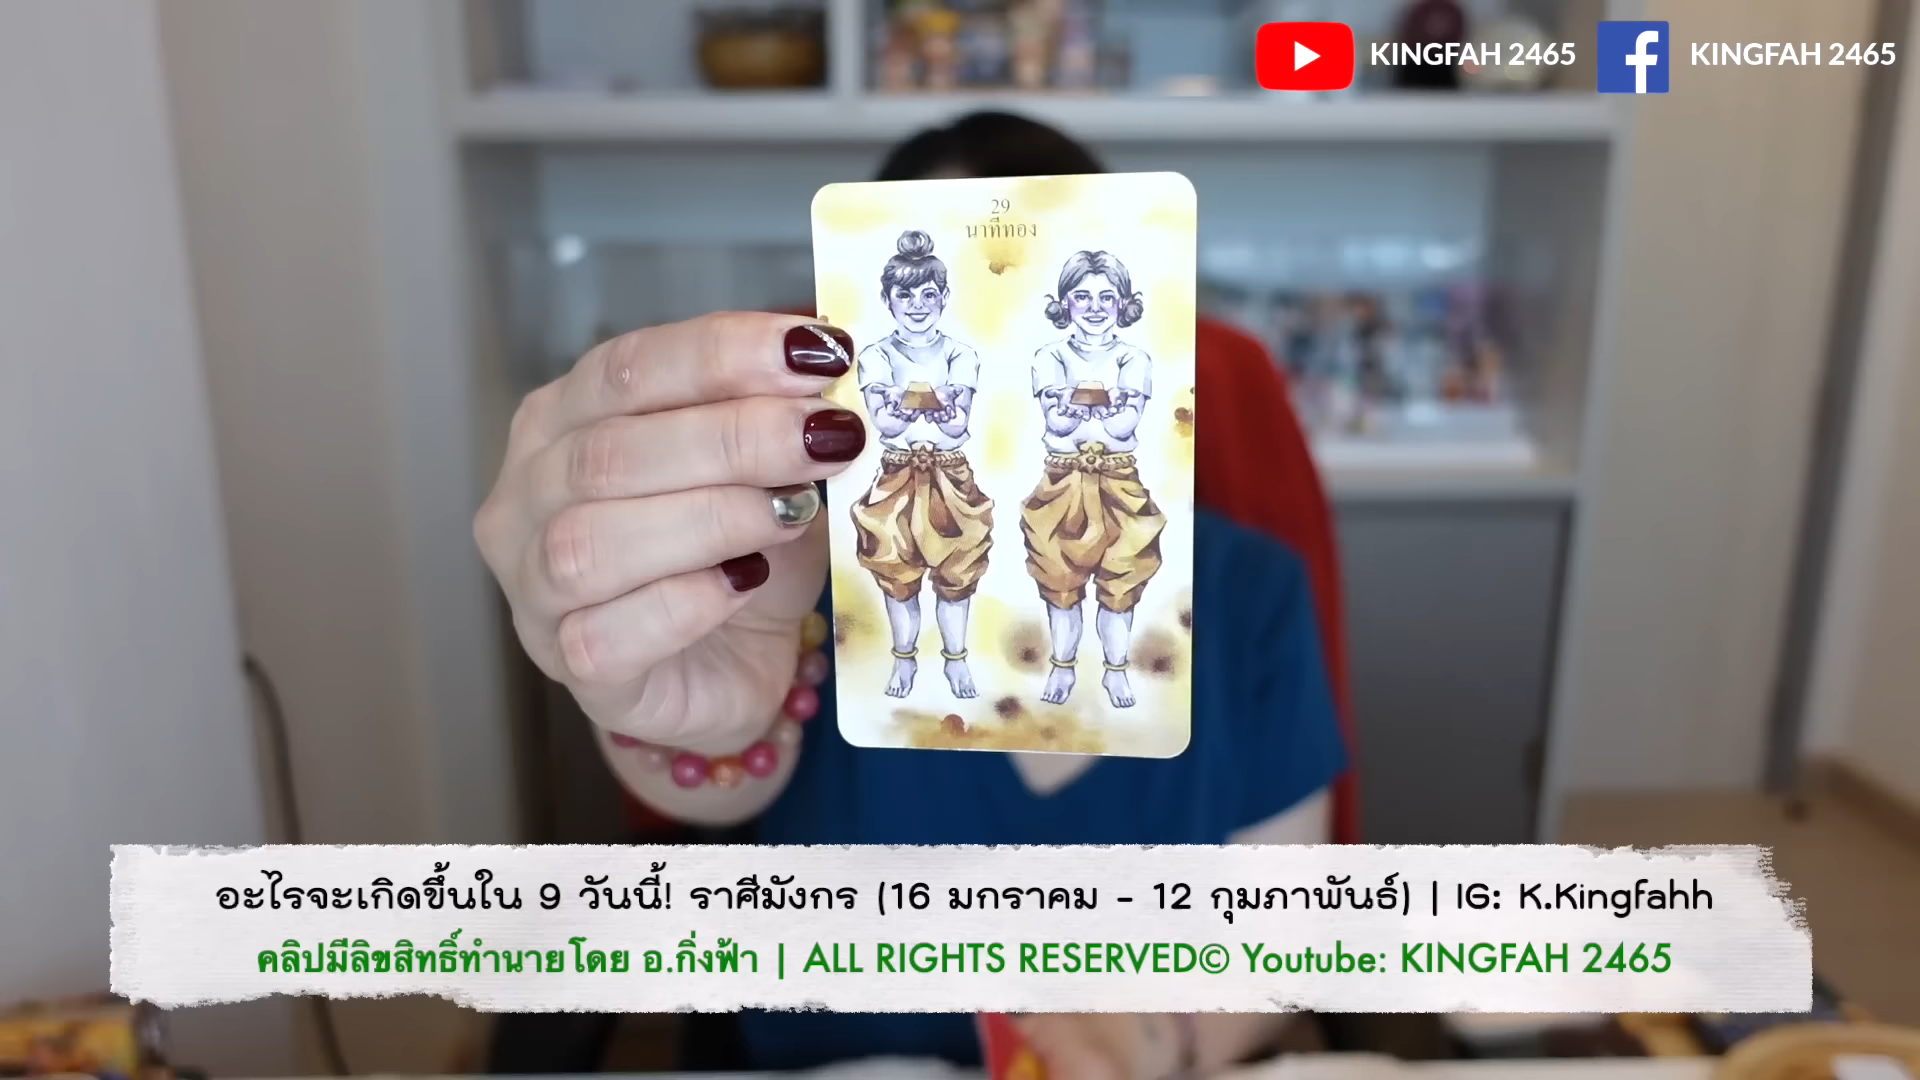 KINGFAH 2465
KINGFAH 2465
29
นาทีทอง
อะไรจะเกิดขึ้นใน 9 วันนี้! ราศีมังกร (16 มกราคม - 12 กุมภาพันธ์) | IG: K.Kingfahh
คลิปมีลิขสิทธิ์ทำนายโดย อ.กิ่งฟ้า | ALL RIGHTS RESERVED© Youtube: KINGFAH 2465